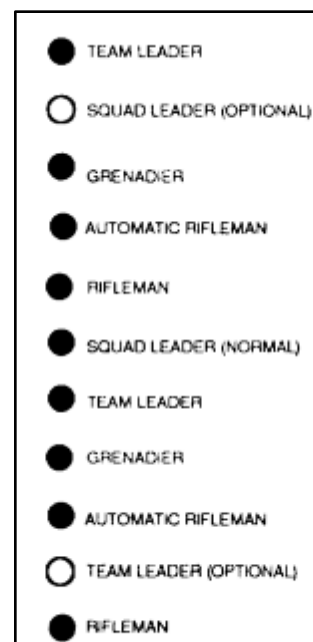 TEAM LEADER
SQUAD LEADER (OPTIONAL)
GRENADIER
AUTOMATIC RIFLEMAN
RIFLEMAN
SQUAD LEADER (NORMAL)
TEAM LEADER
GRENADIER
AUTOMATIC RIFLEMAN
TEAM LEADER (OPTIONAL)
RIFLEMAN